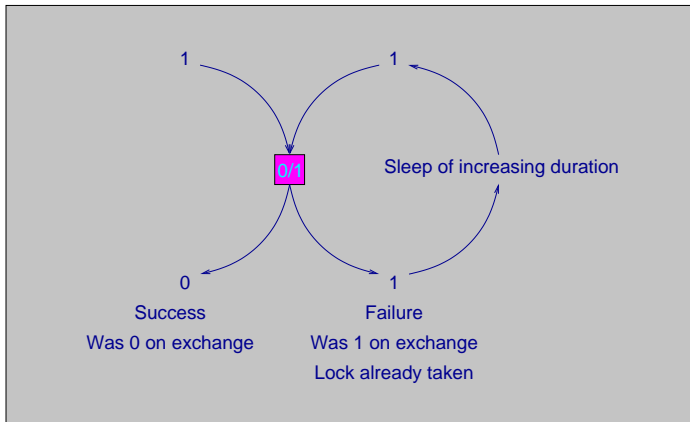 1
1
0/1
Sleep of increasing duration
0
1
Success
Failure
Was 0 on exchange
Was 1 on exchange
Lock already taken